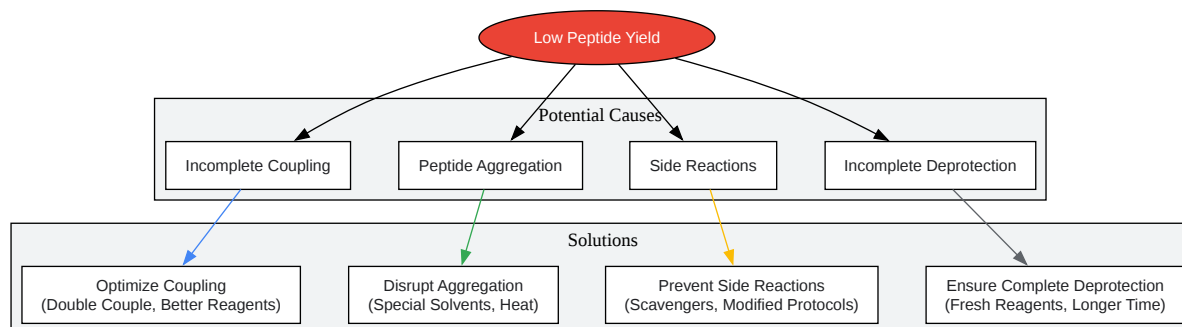 Low Peptide Yield
Potential Causes
Incomplete Coupling
Peptide Aggregation
Side Reactions
Incomplete Deprotection
Solutions
Optimize Coupling
(Double Couple, Better Reagents)
Disrupt Aggregation
(Special Solvents, Heat)
Prevent Side Reactions
(Scavengers, Modified Protocols)
Ensure Complete Deprotection
(Fresh Reagents, Longer Time)